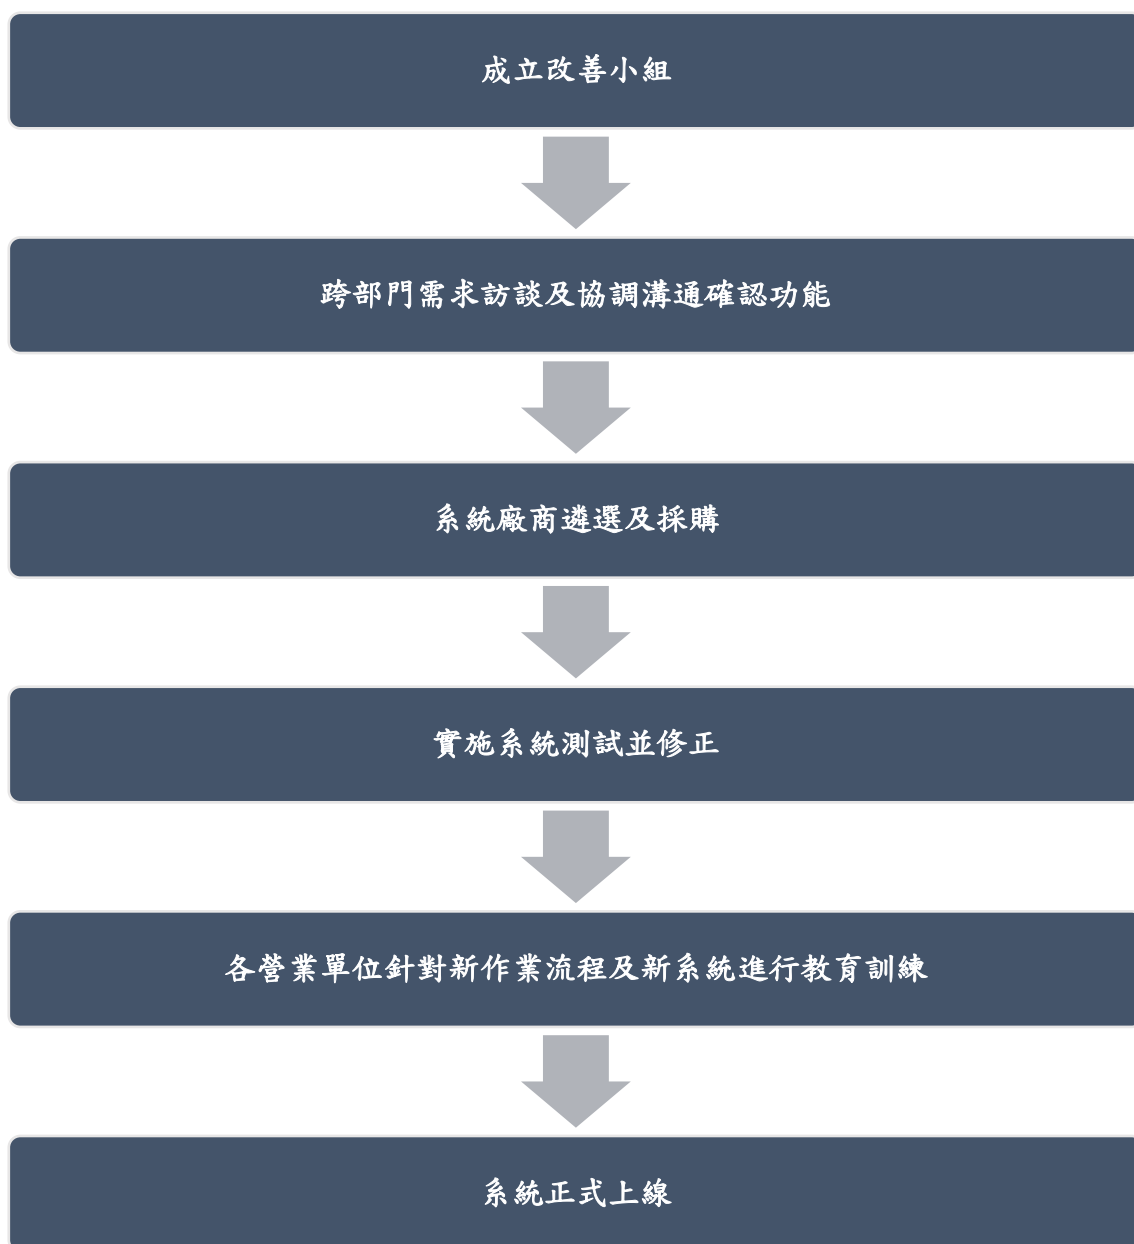 成立改善小組
跨部門需求訪談及協調溝通確認功能
系統廠商遴選及採購
實施系統測試並修正
各營業單位針對新作業流程及新系統進行教育訓練
系統正式上線